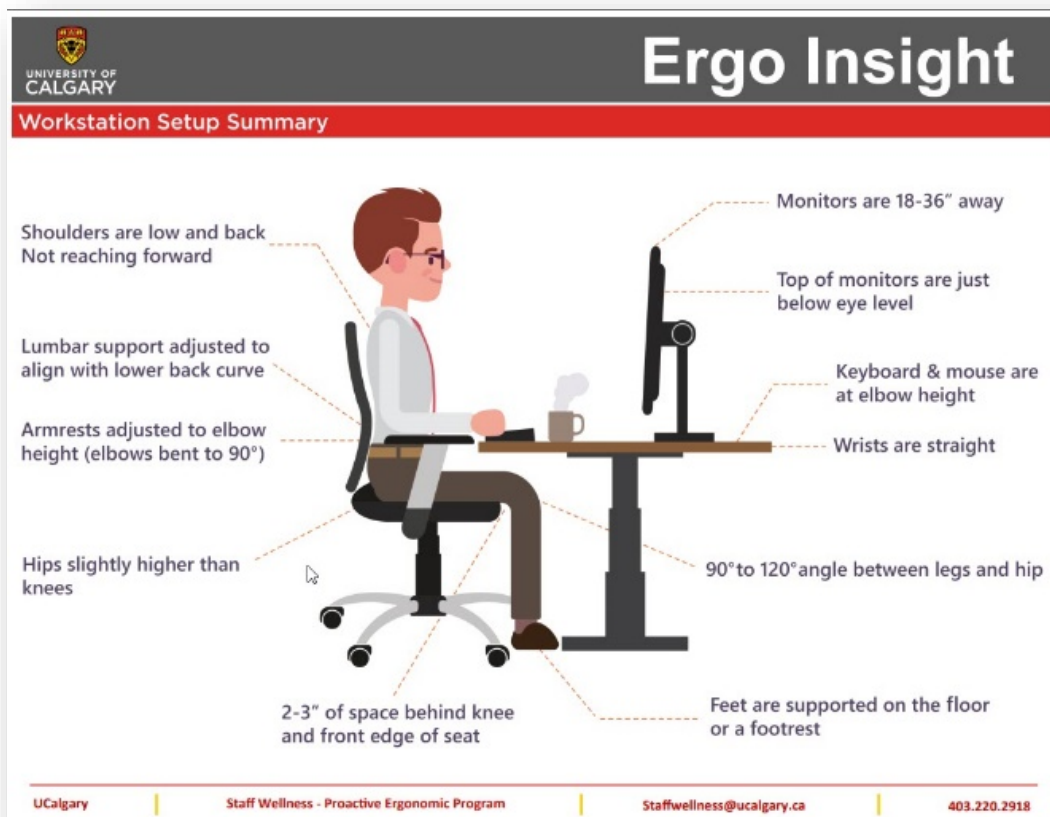 UNIVERSITY OF
CALGARY
Ergo Insight
Workstation Setup Summary
Shoulders are low and back
Not reaching forward
Lumbar support adjusted to
align with lower back curve
Armrests adjusted to elbow
height (elbows bent to 90°)
Hips slightly higher than
knees
2-3" of space behind knee
and front edge of seat
Monitors are 18-36" away
Top of monitors are just
below eye level
Keyboard & mouse are
at elbow height
Wrists are straight
90°to 120°angle between legs and hip
Feet are supported on the floor
or a footrest
UCalgary
Staff Wellness - Proactive Ergonomic Program
Staffwellness@ucalgary.ca
403.220.2918